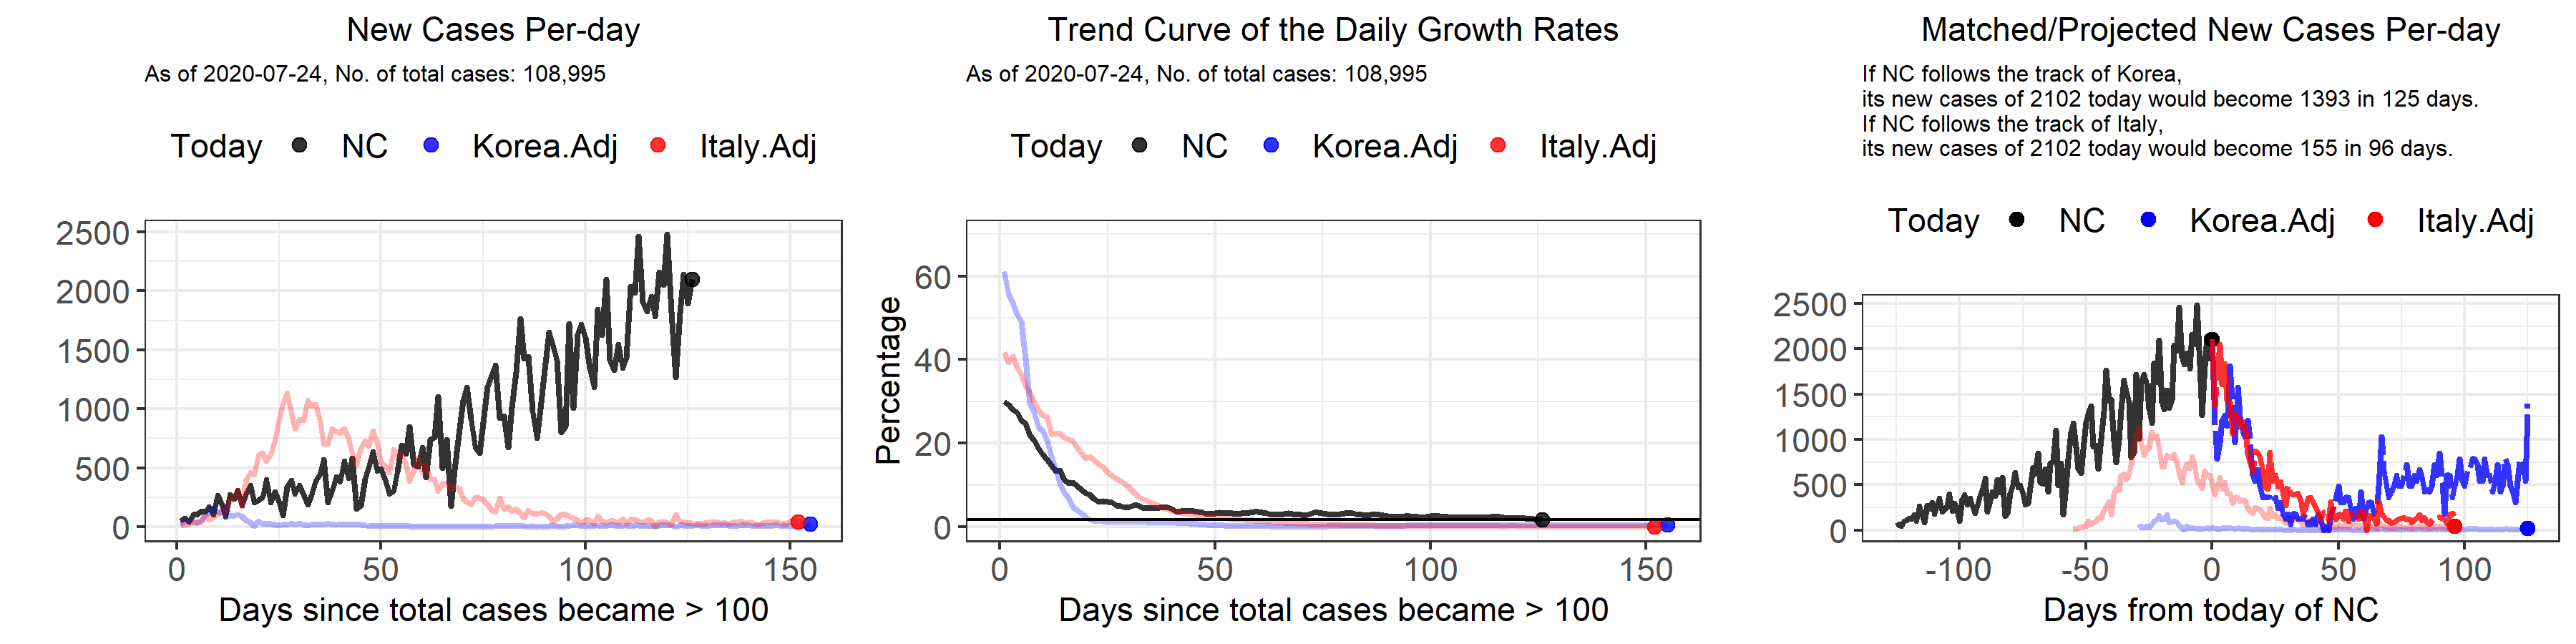 New Cases Per-day
As of 2020-07-24, No. of total cases: 108,995
Today NC Korea.Adj Italy.Adj
2500
2000
1500
1000
500
0
0 50 100 150
Days since total cases became > 100
Trend Curve of the Daily Growth Rates
As of 2020-07-24, No. of total cases: 108,995
Today NC Korea.Adj Italy.Adj
Percentage
60
40
20
0
0 50 100 150
Days since total cases became > 100
Matched/Projected New Cases Per-day
If NC follows the track of Korea,
its new cases of 2102 today would become 1393 in 125 days.
If NC follows the track of Italy,
its new cases of 2102 today would become 155 in 96 days.
Today NC Korea.Adj Italy.Adj
2500
2000
1500
1000
500
0
-100 -50 0 50 100
Days from today of NC